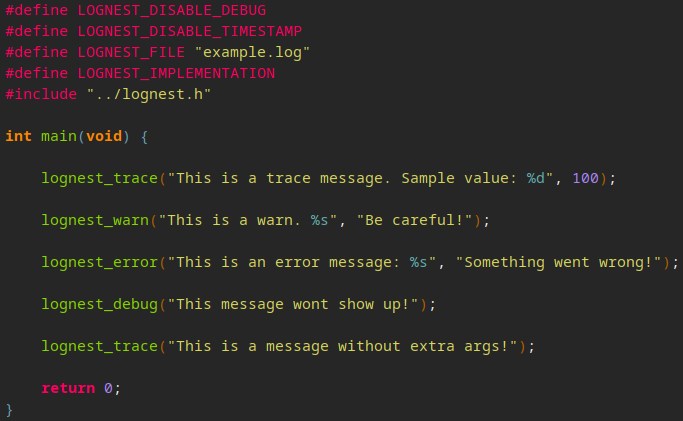 #define LOGNEST_DISABLE_DEBUG
#define LOGNEST_DISABLE_TIMESTAMP
#define LOGNEST_FILE "example.log"
#define LOGNEST_IMPLEMENTATION
#include "../lognest.h"
int main(void) {
lognest_trace("This is a trace message. Sample value: %d", 100);
lognest_warn("This is a warn. %s", "Be careful!");
lognest_error("This is an error message: %s", "Something went wrong!");
lognest_debug("This message wont show up!");
lognest_trace("This is a message without extra args!");
return 0;
}